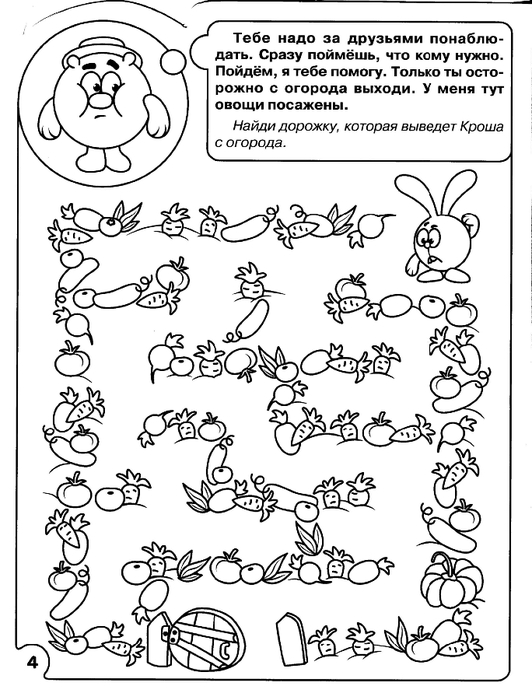 Тебе надо за друзьями понаблю-
дать. Сразу поймёшь, что кому нужно.
Пойдём, я тебе помогу. Только ты осто-
рожно с огорода выходи. У меня тут
овощи посажены.
Найди дорожку, которая выведет Кроша
с огорода.
4